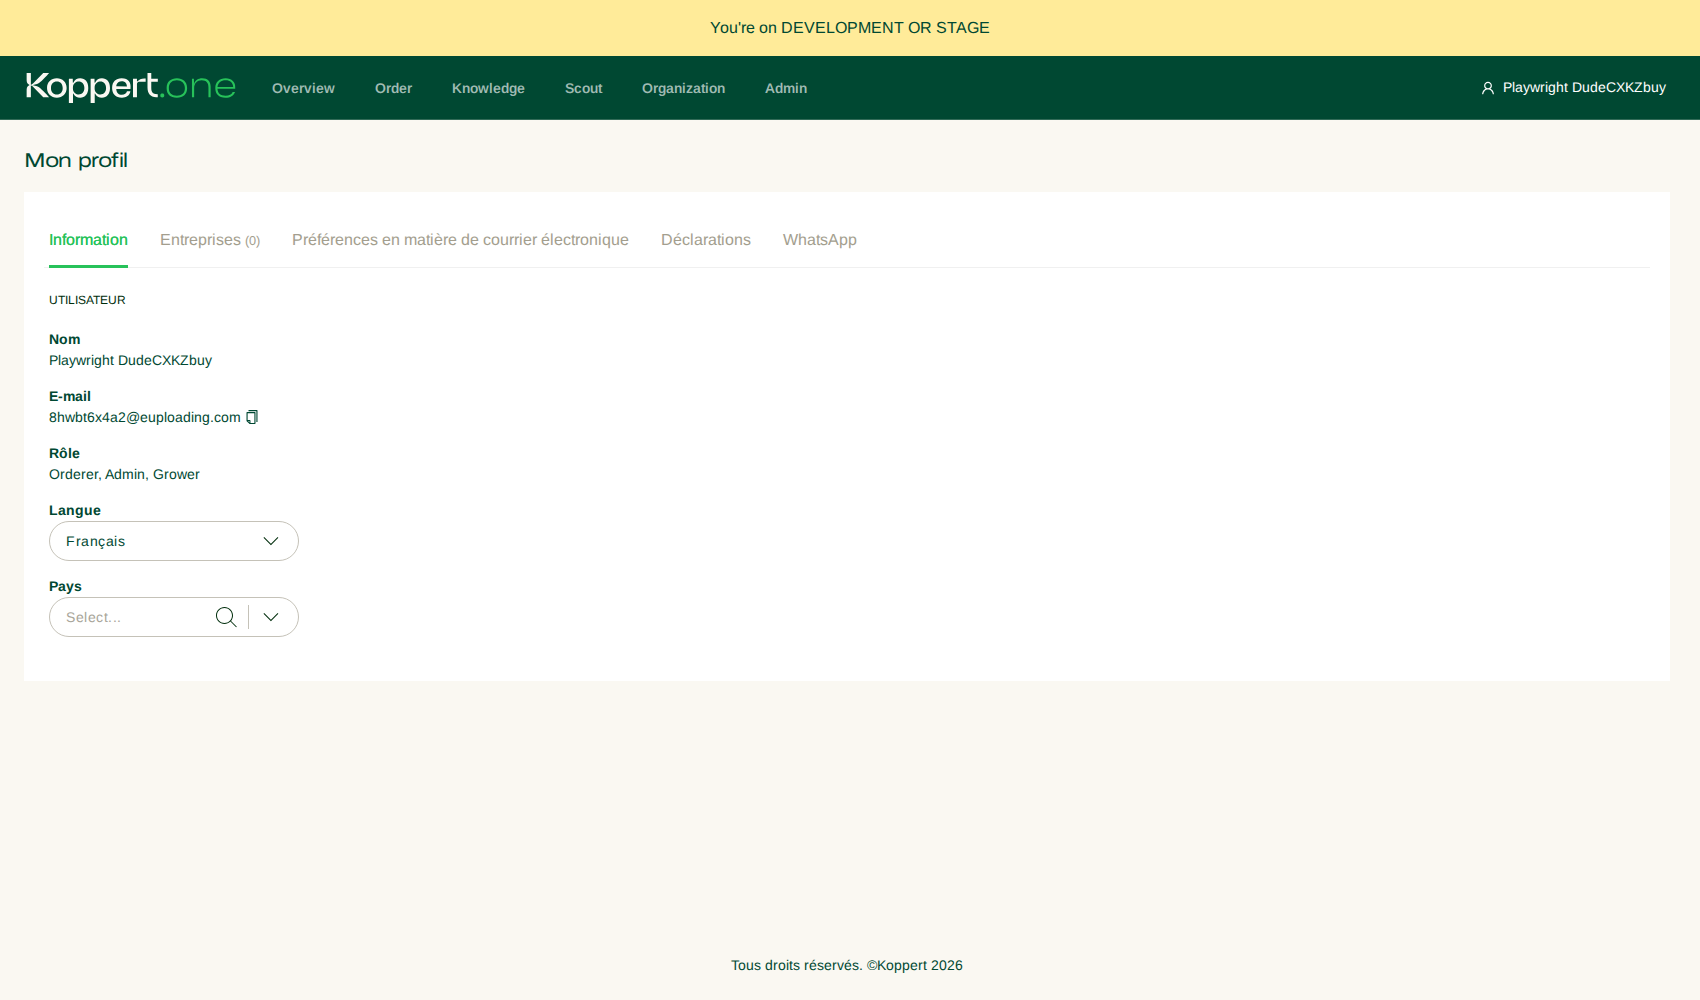 You're on DEVELOPMENT OR STAGE
Koppert.one Overview Order Knowledge Scout Organization Admin Playwright DudeCXKZbuy
Mon profil
Information Entreprises (0) Préférences en matière de courrier électronique Déclarations WhatsApp
UTILISATEUR
Nom
Playwright DudeCXKZbuy
E-mail
8hwbt6x4a2@euploading.com
Rôle
Orderer, Admin, Grower
Langue
Français
Pays
Select...
Tous droits réservés. ©Koppert 2026